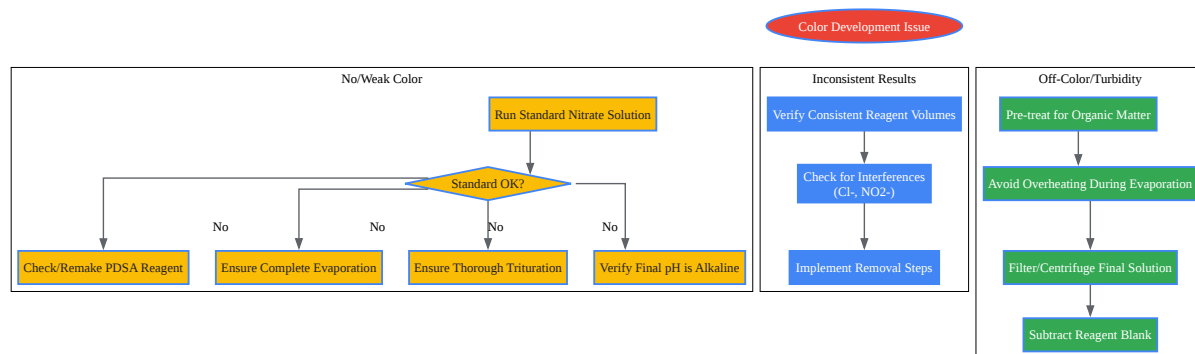 Color Development Issue
No/Weak Color
Run Standard Nitrate Solution
Standard OK?
No
No
No
No
Check/Remake PDSA Reagent
Ensure Complete Evaporation
Ensure Thorough Trituration
Verify Final pH is Alkaline
Inconsistent Results
Verify Consistent Reagent Volumes
Check for Interferences
(Cl-, NO2-)
Implement Removal Steps
Off-Color/Turbidity
Pre-treat for Organic Matter
Avoid Overheating During Evaporation
Filter/Centrifuge Final Solution
Subtract Reagent Blank